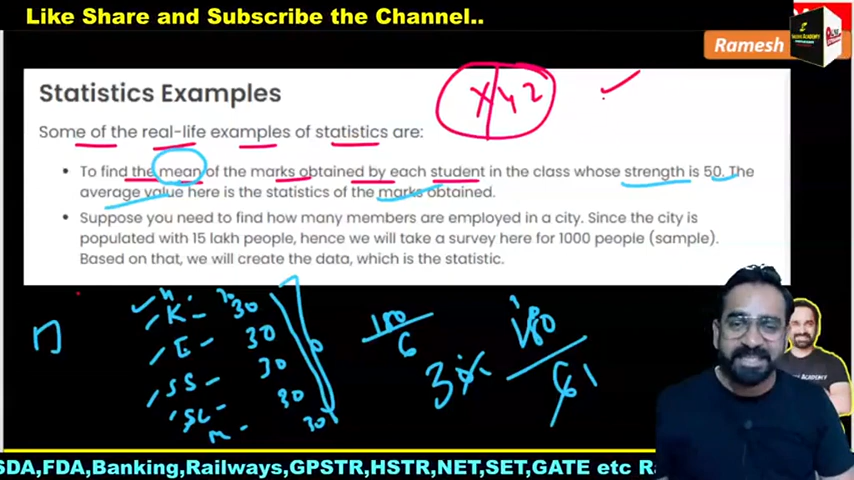 Like Share and Subscribe the Channel..
Ramesh
Statistics Examples
Some of the real-life examples of statistics are:
• To find the mean of the marks obtained by each student in the class whose strength is 50. The
average value here is the statistics of the marks obtained.
• Suppose you need to find how many members are employed in a city. Since the city is
populated with 15 lakh people, hence we will take a survey here for 1000 people (sample).
Based on that, we will create the data, which is the statistic.
K - 30
E - 30
SS - 30
SC - 30
M - 30
180
6
180
6
30
SDA,FDA,Banking,Railways,GPSTR,HSTR,NET,SET,GATE etc